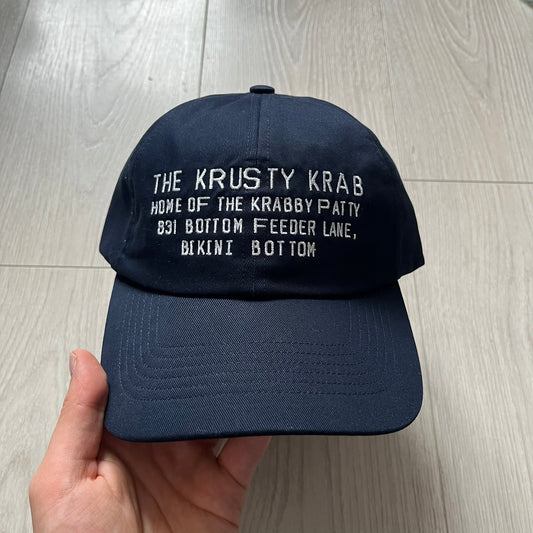 THE KRUSTY KRAB
HOME OF THE KRABBY PATTY
831 BOTTOM FEEDER LANE,
BIKINI BOTTOM